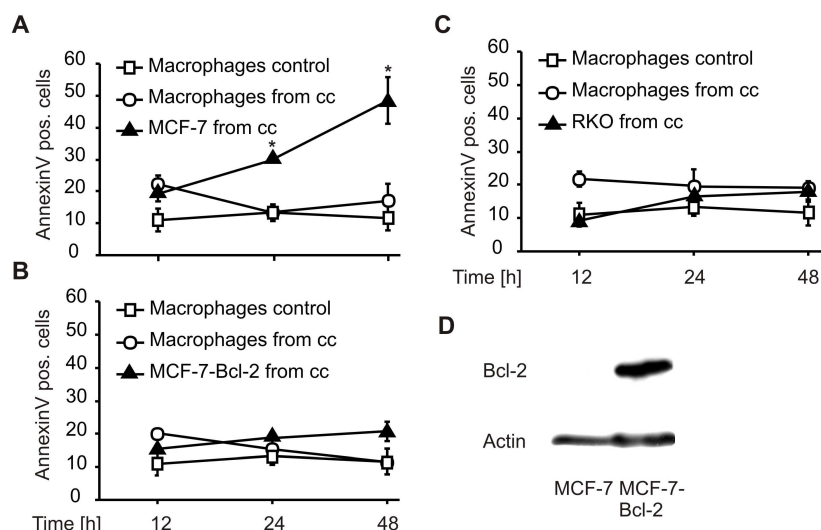 A
AnnexinV pos. cells
60
50
40
30
20
10
0
Macrophages control
Macrophages from cc
MCF-7 from cc
*
*
B
AnnexinV pos. cells
60
50
40
30
20
10
0
Macrophages control
Macrophages from cc
MCF-7-Bcl-2 from cc
Time [h] 12 24 48
C
AnnexinV pos. cells
60
50
40
30
20
10
0
Macrophages control
Macrophages from cc
RKO from cc
Time [h] 12 24 48
D
Bcl-2
Actin
MCF-7 MCF-7-
Bcl-2